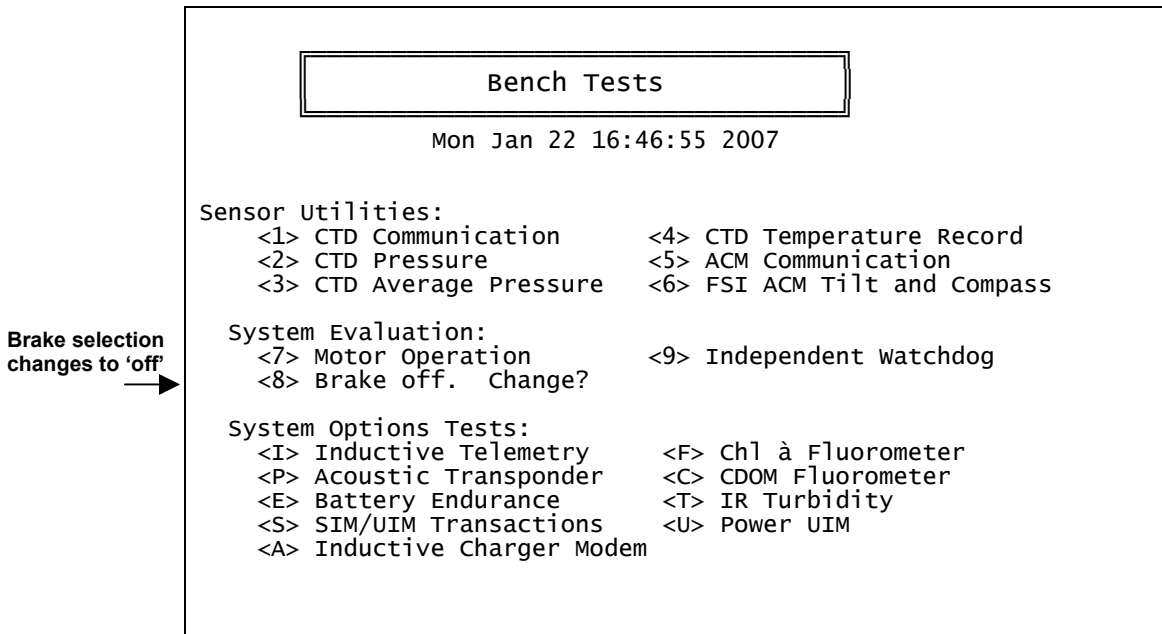 Bench Tests
Mon Jan 22 16:46:55 2007
Sensor Utilities:
<1> CTD Communication <4> CTD Temperature Record
<2> CTD Pressure <5> ACM Communication
<3> CTD Average Pressure <6> FSI ACM Tilt and Compass
System Evaluation:
<7> Motor Operation <9> Independent Watchdog
<8> Brake off. Change?
Brake selection
changes to ‘off’
System Options Tests:
<I> Inductive Telemetry <F> Chl à Fluorometer
<P> Acoustic Transponder <C> CDOM Fluorometer
<E> Battery Endurance <T> IR Turbidity
<S> SIM/UIM Transactions <U> Power UIM
<A> Inductive Charger Modem